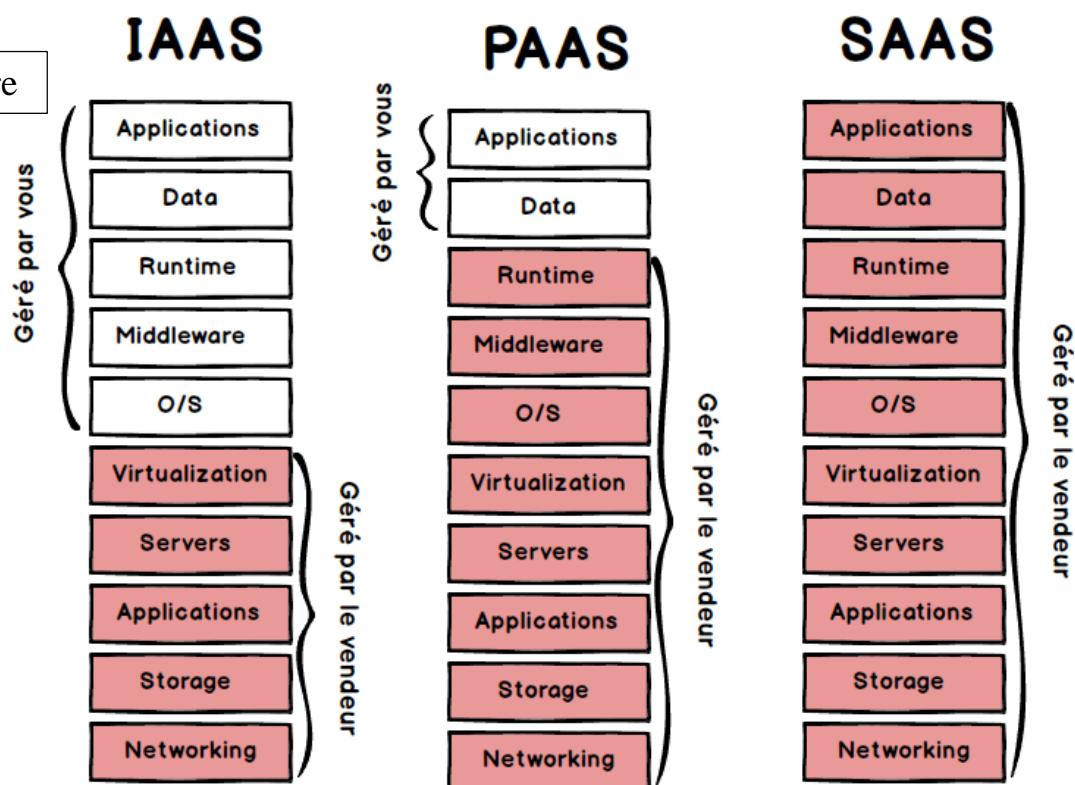 IAAS
re
Géré par vous
Applications
Data
Runtime
Middleware
O/S
Virtualization
Servers
Applications
Storage
Networking
Géré par le vendeur
PAAS
Géré par vous
Applications
Data
Runtime
Middleware
O/S
Virtualization
Servers
Applications
Storage
Networking
Géré par le vendeur
SAAS
Applications
Data
Runtime
Middleware
O/S
Virtualization
Servers
Applications
Storage
Networking
Géré par le vendeur